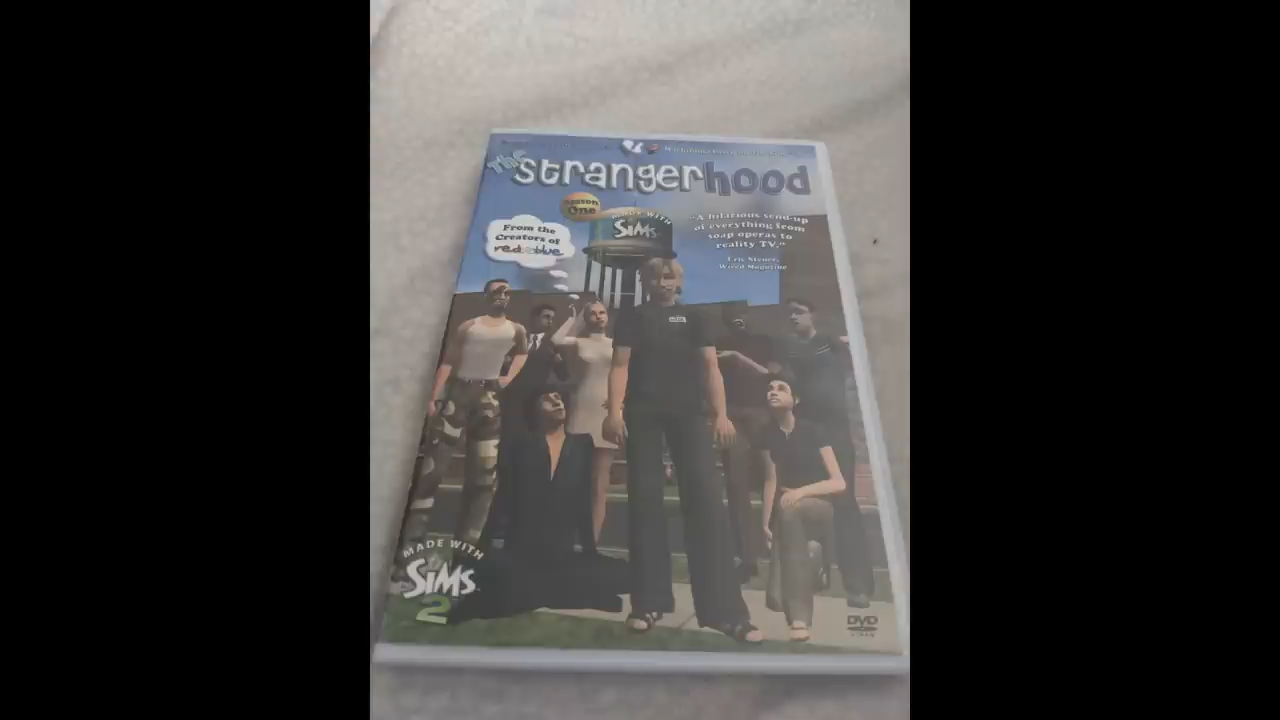 The
strangerhood
season
One
MADE WITH
SiMS
From the
Creators of
red vs blue
"A hilarious send-up
of everything from
soap operas to
reality TV."
Eric Steuer,
Wired Magazine
MADE WITH
SiMS
2
DVD
VIDEO